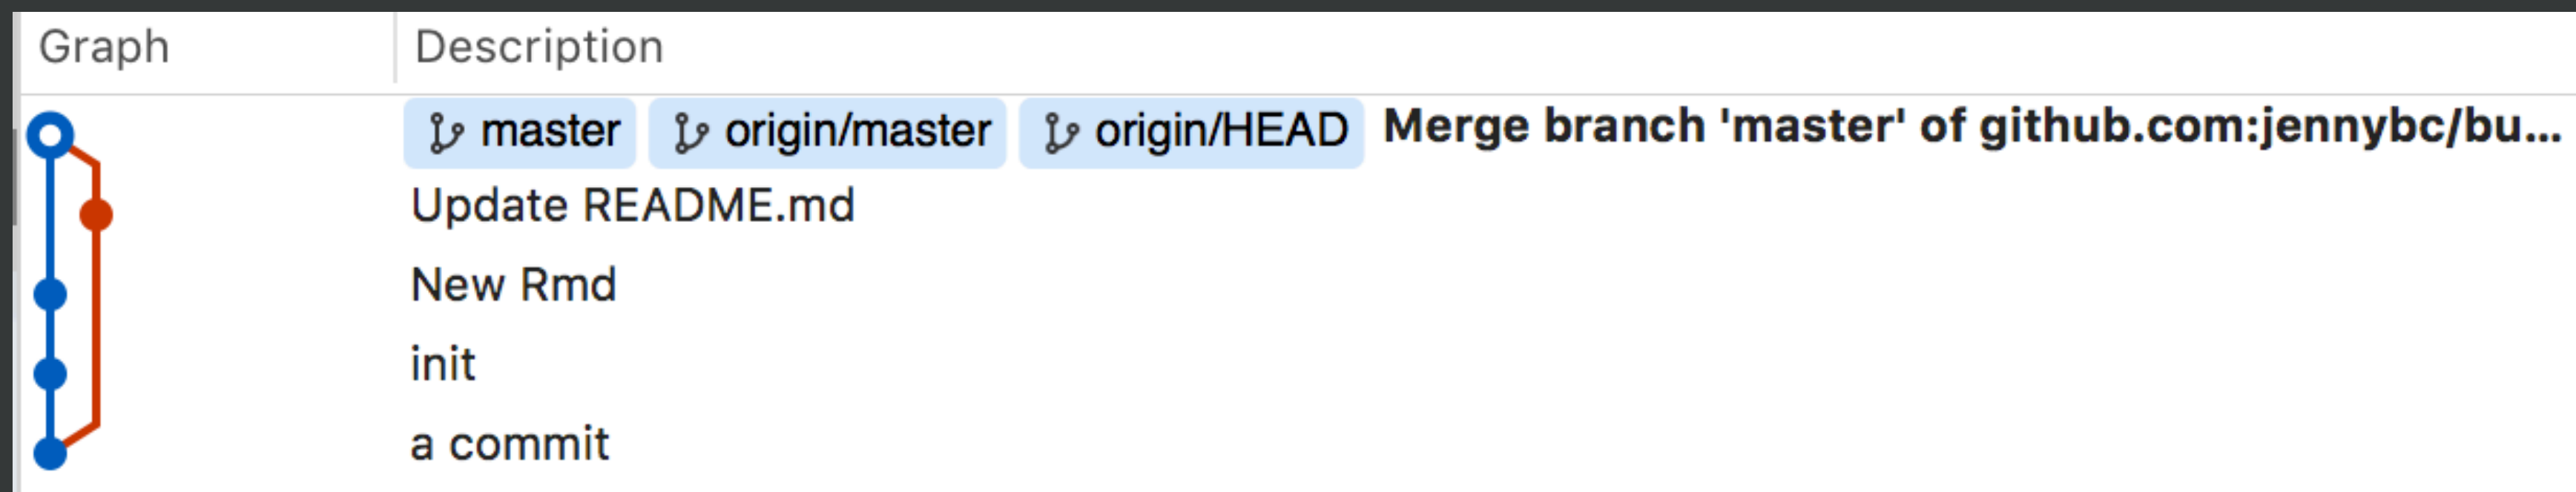 Graph Description
master origin/master origin/HEAD Merge branch 'master' of github.com:jennybc/bu...
Update README.md
New Rmd
init
a commit